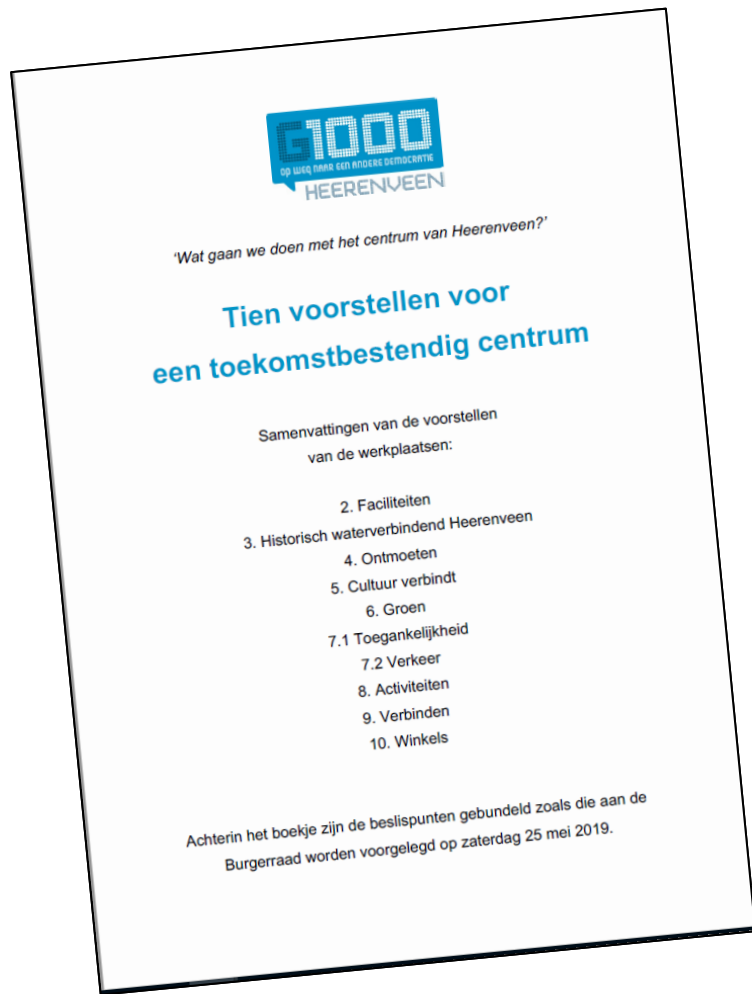 G1000
OP WEG NAAR EEN ANDERE DEMOCRATIE
HEERENVEEN
‘Wat gaan we doen met het centrum van Heerenveen?’
Tien voorstellen voor
een toekomstbestendig centrum
Samenvattingen van de voorstellen
van de werkplaatsen:
2. Faciliteiten
3. Historisch waterverbindend Heerenveen
4. Ontmoeten
5. Cultuur verbindt
6. Groen
7.1 Toegankelijkheid
7.2 Verkeer
8. Activiteiten
9. Verbinden
10. Winkels
Achterin het boekje zijn de beslispunten gebundeld zoals die aan de
Burgerraad worden voorgelegd op zaterdag 25 mei 2019.